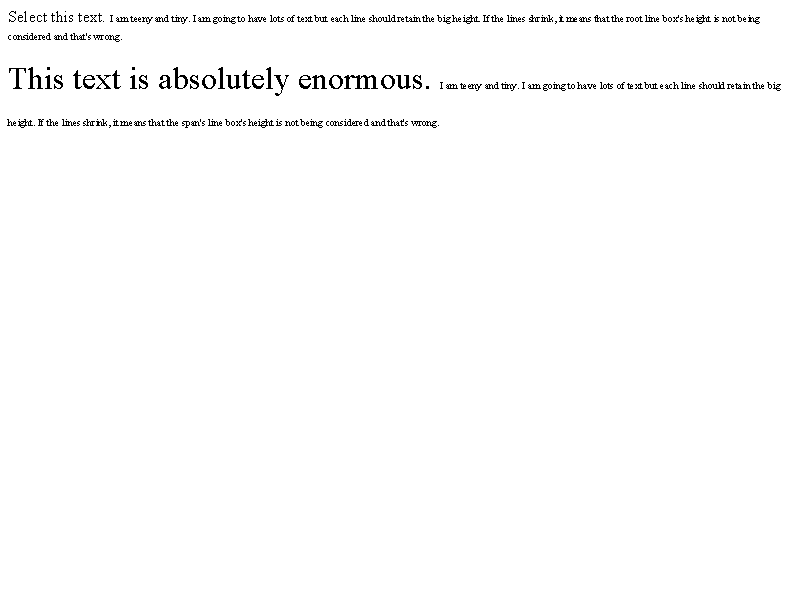 Select this text. I am teeny and tiny. I am going to have lots of text but each line should retain the big height. If the lines shrink, it means that the root line box's height is not being
considered and that's wrong.
This text is absolutely enormous. I am teeny and tiny. I am going to have lots of text but each line should retain the big
height. If the lines shrink, it means that the span's line box's height is not being considered and that's wrong.